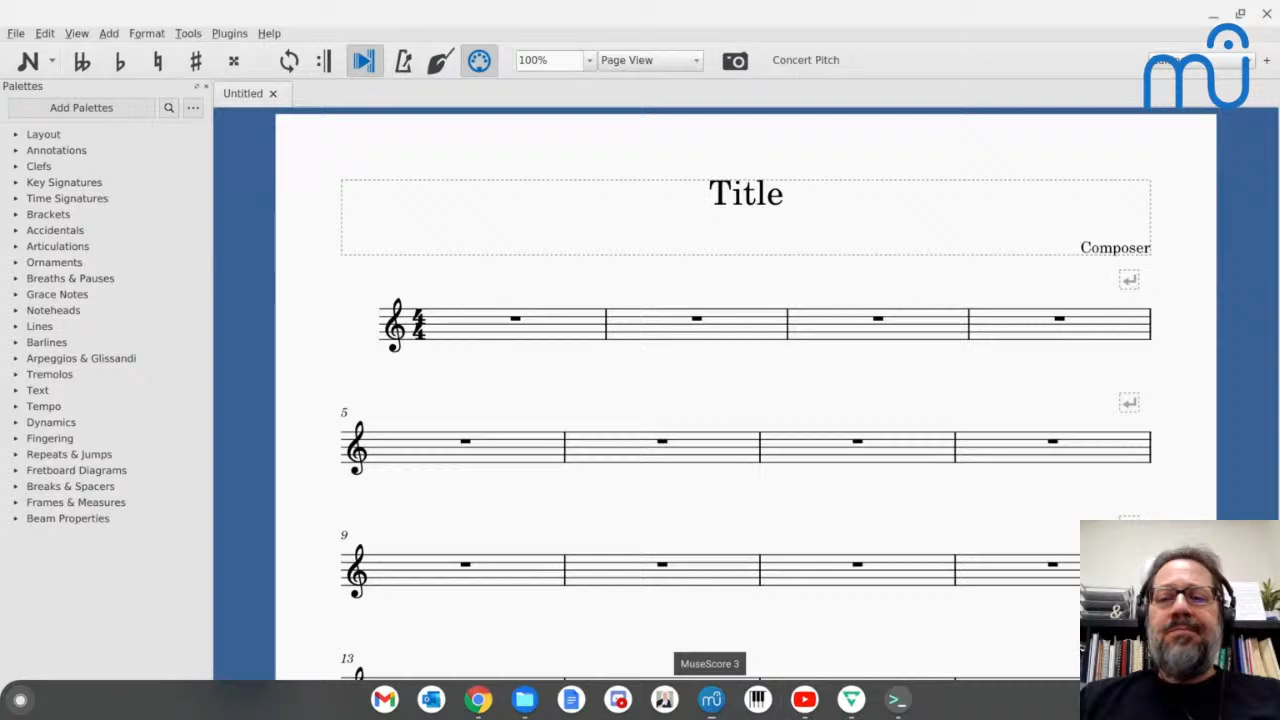 File Edit View Add Format Tools Plugins Help
100% Page View Concert Pitch
Palettes
Untitled
Add Palettes
Title
Composer
Layout
Annotations
Clefs
Key Signatures
Time Signatures
Brackets
Accidentals
Articulations
Ornaments
Breaths & Pauses
Grace Notes
Noteheads
Lines
Barlines
Arpeggios & Glissandi
Tremolos
Text
Tempo
Dynamics
Fingering
Repeats & Jumps
Fretboard Diagrams
Breaks & Spacers
Frames & Measures
Beam Properties
5
9
13
MuseScore 3